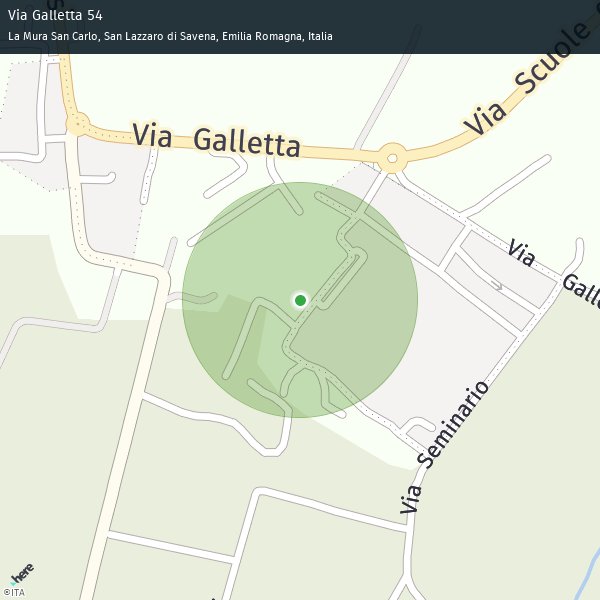 Via Galletta 54
La Mura San Carlo, San Lazzaro di Savena, Emilia Romagna, Italia
S
Via Scuole S
Via Galletta
Via Galle
Via Seminario
here
©ITA